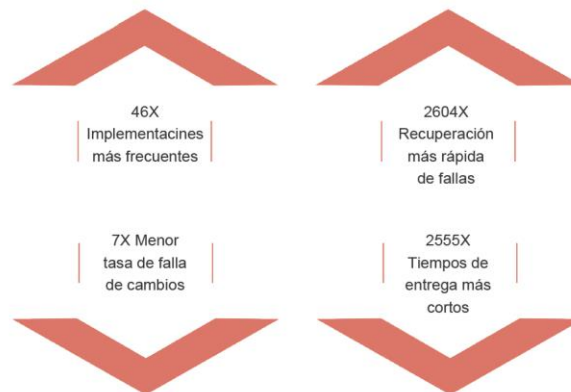 46X
Implementacines
más frecuentes
2604X
Recuperación
más rápida
de fallas
7X Menor
tasa de falla
de cambios
2555X
Tiempos de
entrega más
cortos